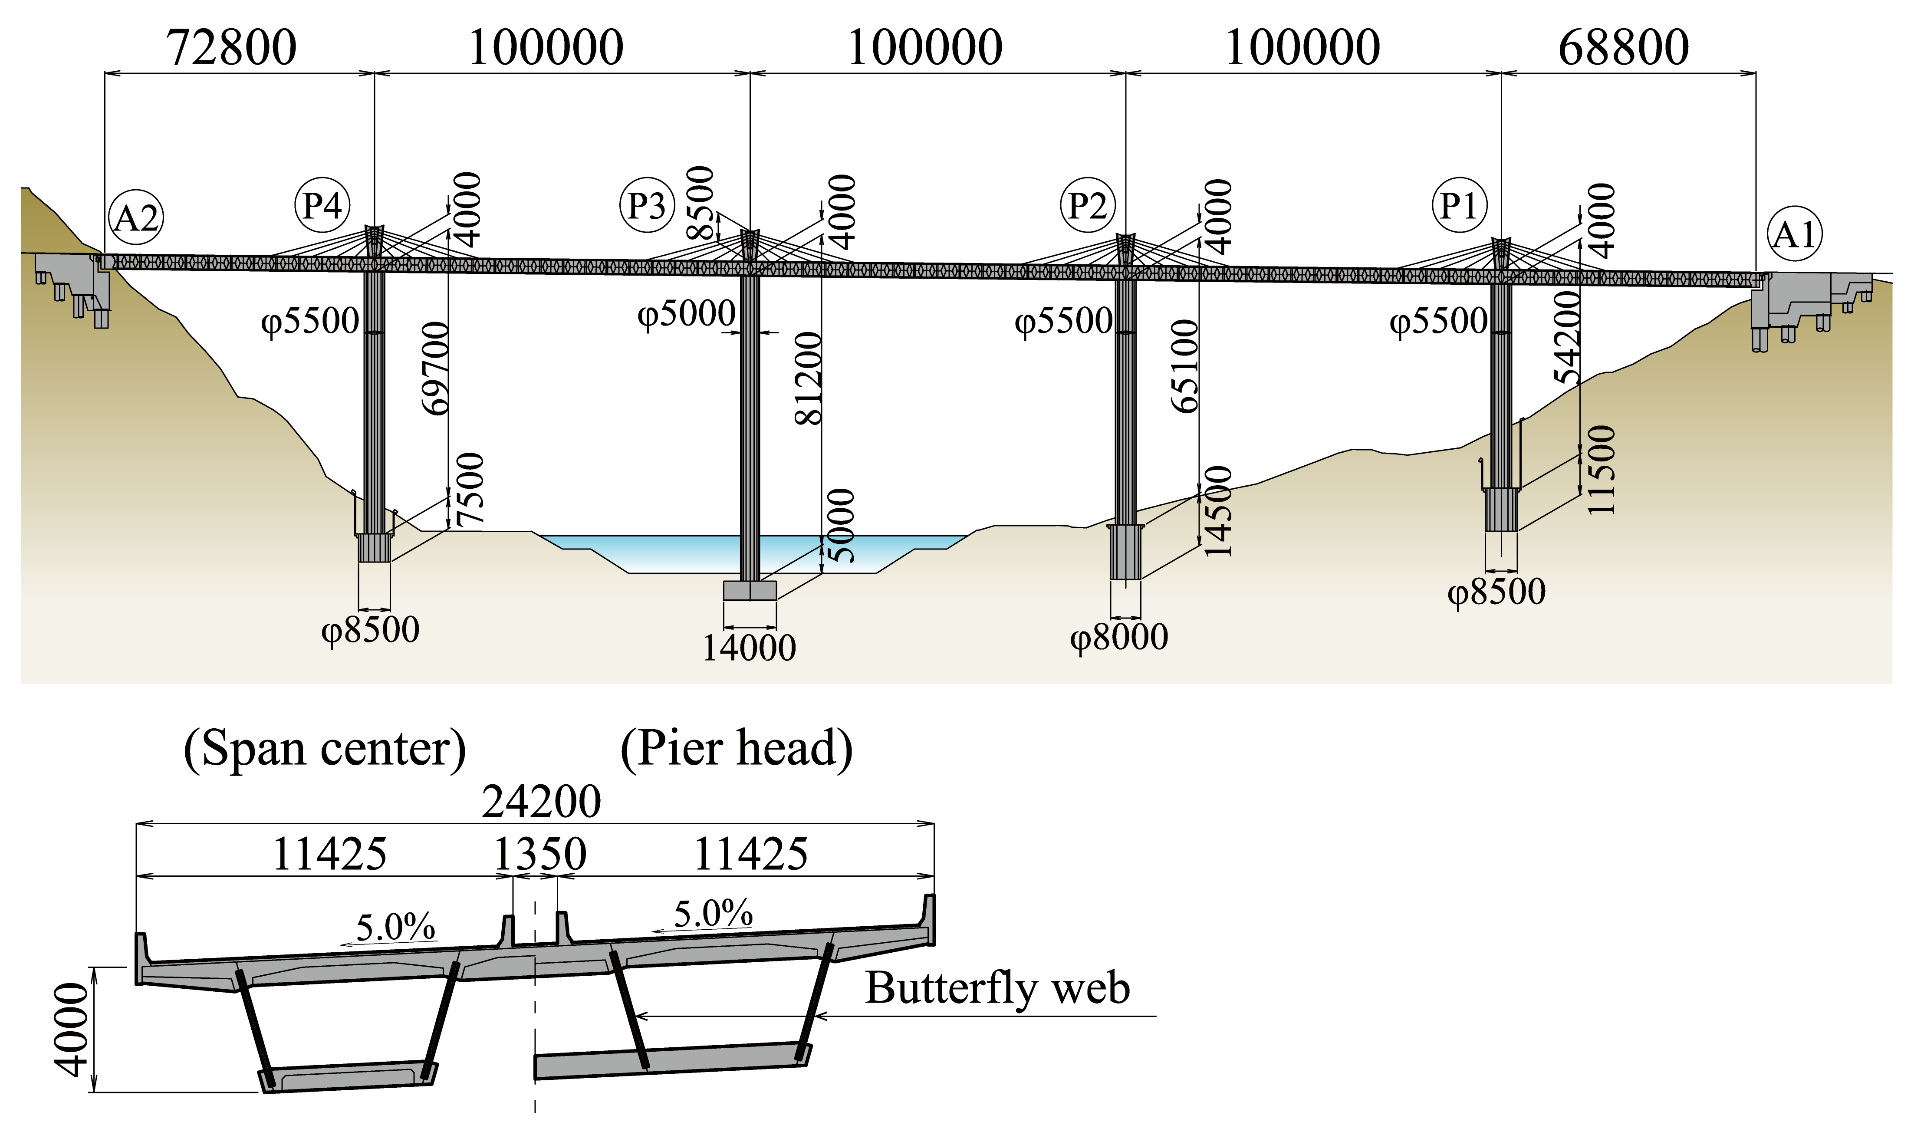 72800 100000 100000 100000 68800
A2 P4 4000 P3 8500 4000 P2 4000 P1 4000 A1
φ5500 φ5000 φ5500 φ5500
69700 81200 65100 54200
7500 5000 14500 11500
φ8500 14000 φ8000 φ8500
(Span center) (Pier head)
24200
11425 1350 11425
5.0% 5.0%
4000
Butterfly web